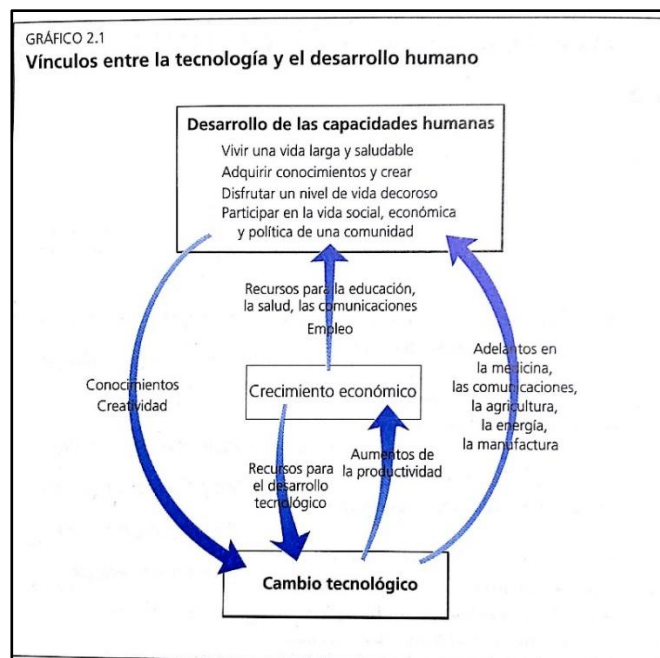 GRÁFICO 2.1
Vínculos entre la tecnología y el desarrollo humano
Desarrollo de las capacidades humanas
Vivir una vida larga y saludable
Adquirir conocimientos y crear
Disfrutar un nivel de vida decoroso
Participar en la vida social, económica
y política de una comunidad
Recursos para la educación,
la salud, las comunicaciones
Empleo
Conocimientos
Creatividad
Crecimiento económico
Adelantos en
la medicina,
las comunicaciones,
la agricultura,
la energía,
la manufactura
Recursos para
el desarrollo
tecnológico
Aumentos de
la productividad
Cambio tecnológico